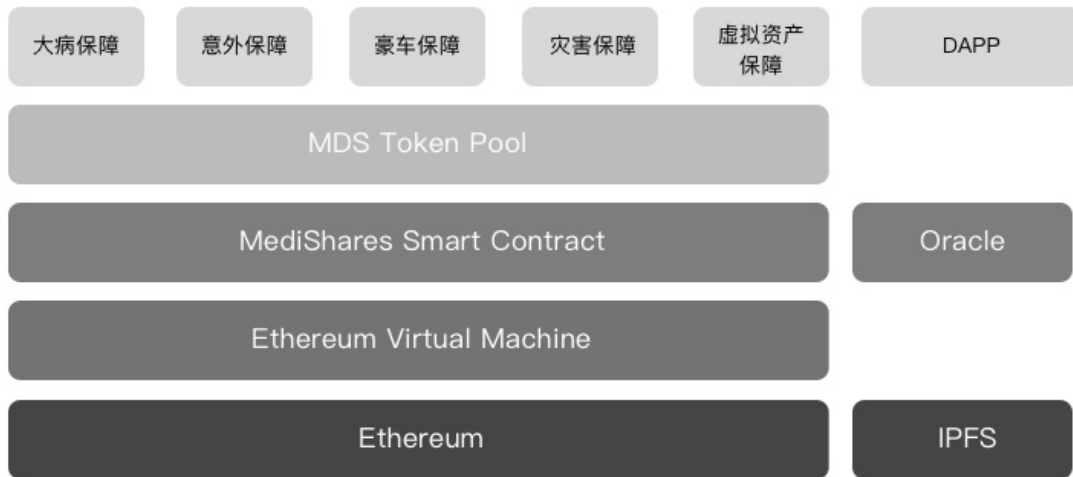 大病保障
意外保障
豪车保障
灾害保障
虚拟资产
保障
DAPP
MDS Token Pool
MediShares Smart Contract
Oracle
Ethereum Virtual Machine
Ethereum
IPFS